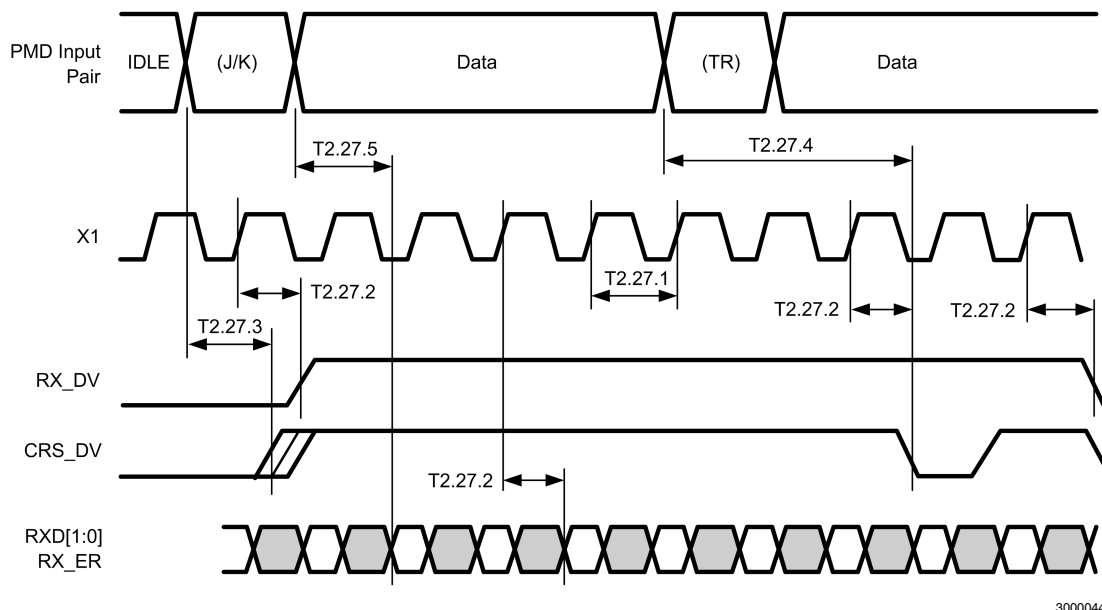 PMD Input
Pair
IDLE
(J/K)
Data
(TR)
Data
T2.27.5
T2.27.4
X1
T2.27.2
T2.27.1
T2.27.2
T2.27.2
T2.27.3
RX_DV
CRS_DV
T2.27.2
RXD[1:0]
RX_ER
3000044